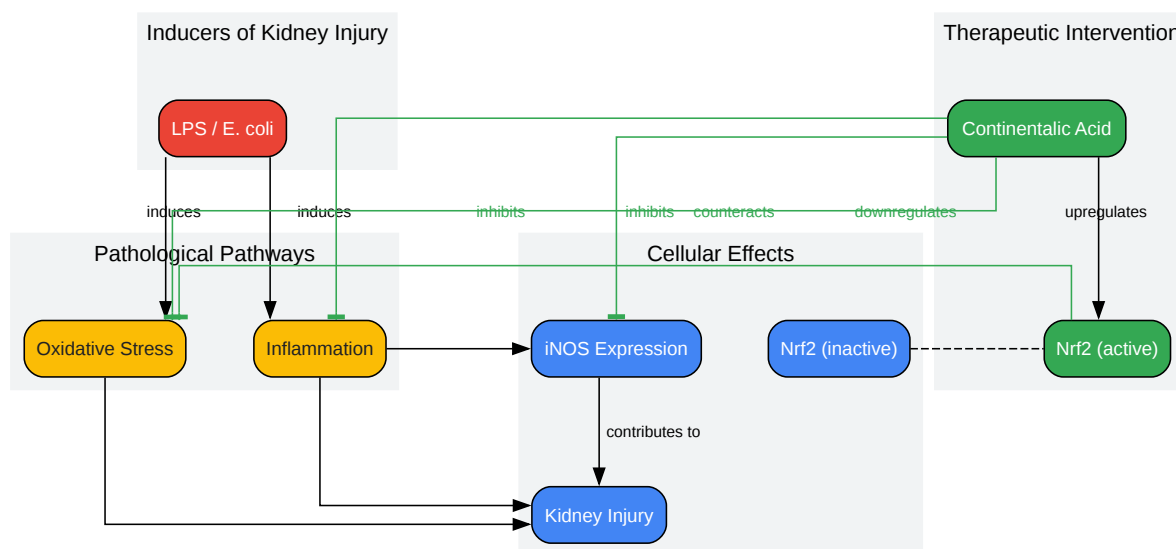 Inducers of Kidney Injury
Therapeutic Intervention
LPS / E. coli
Continentalic Acid
induces
induces
inhibits
inhibits
counteracts
downregulates
upregulates
Pathological Pathways
Cellular Effects
Oxidative Stress
Inflammation
iNOS Expression
Nrf2 (inactive)
Nrf2 (active)
contributes to
Kidney Injury